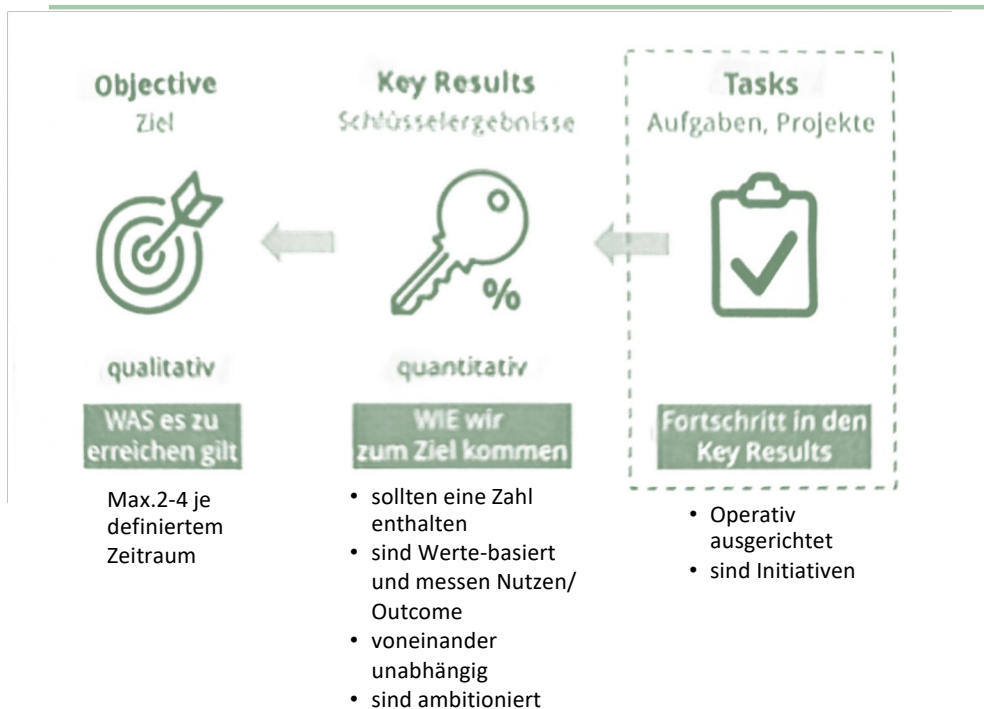 Objective
Ziel
Key Results
Schlüsselergebnisse
Tasks
Aufgaben, Projekte
%
qualitativ
quantitativ
WAS es zu
erreichen gilt
WIE wir
zum Ziel kommen
Fortschritt in den
Key Results
Max.2-4 je
definiertem
Zeitraum
• sollten eine Zahl
enthalten
• sind Werte-basiert
und messen Nutzen/
Outcome
• voneinander
unabhängig
• sind ambitioniert
• Operativ
ausgerichtet
• sind Initiativen